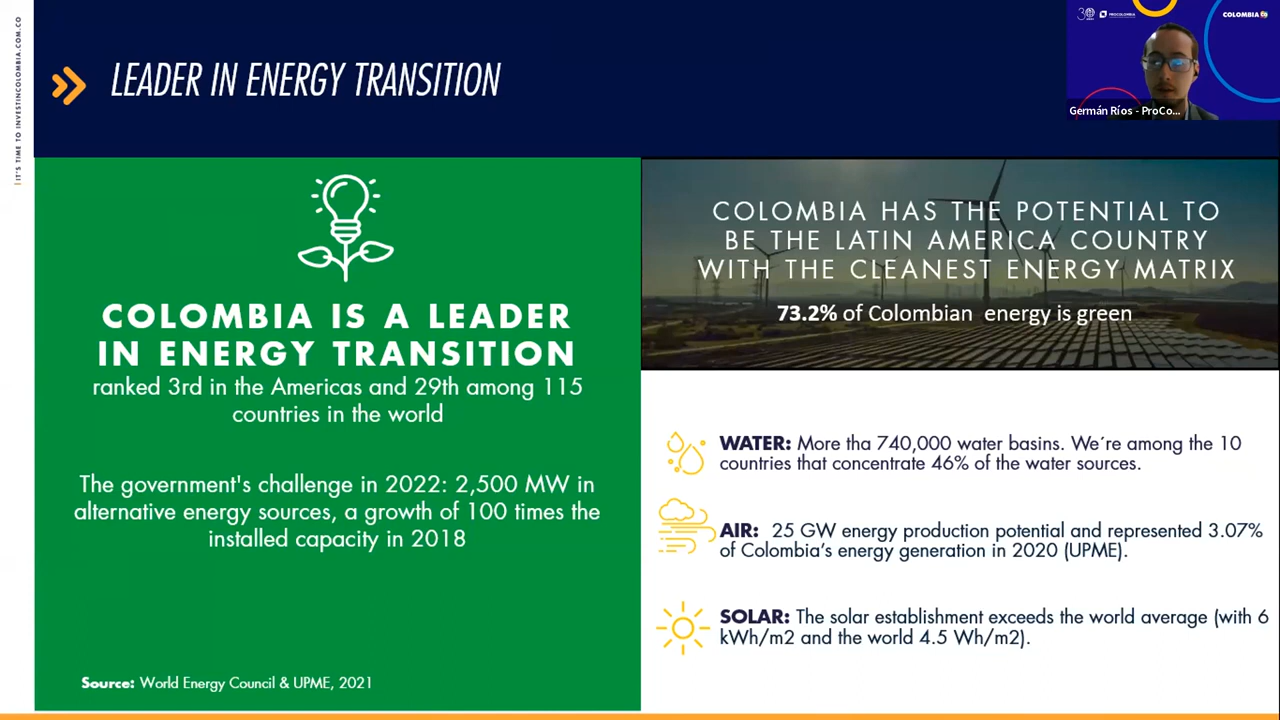 IT'S TIME TO INVESTINCOLOMBIA.COM.CO
LEADER IN ENERGY TRANSITION
30
PROCOLOMBIA
COLOMBIA
CO
Germán Ríos - ProCo...
COLOMBIA IS A LEADER
IN ENERGY TRANSITION
ranked 3rd in the Americas and 29th among 115
countries in the world
The government's challenge in 2022: 2,500 MW in
alternative energy sources, a growth of 100 times the
installed capacity in 2018
Source: World Energy Council & UPME, 2021
COLOMBIA HAS THE POTENTIAL TO
BE THE LATIN AMERICA COUNTRY
WITH THE CLEANEST ENERGY MATRIX
73.2% of Colombian energy is green
WATER: More tha 740,000 water basins. We´re among the 10
countries that concentrate 46% of the water sources.
AIR: 25 GW energy production potential and represented 3.07%
of Colombia's energy generation in 2020 (UPME).
SOLAR: The solar establishment exceeds the world average (with 6
kWh/m2 and the world 4.5 Wh/m2).